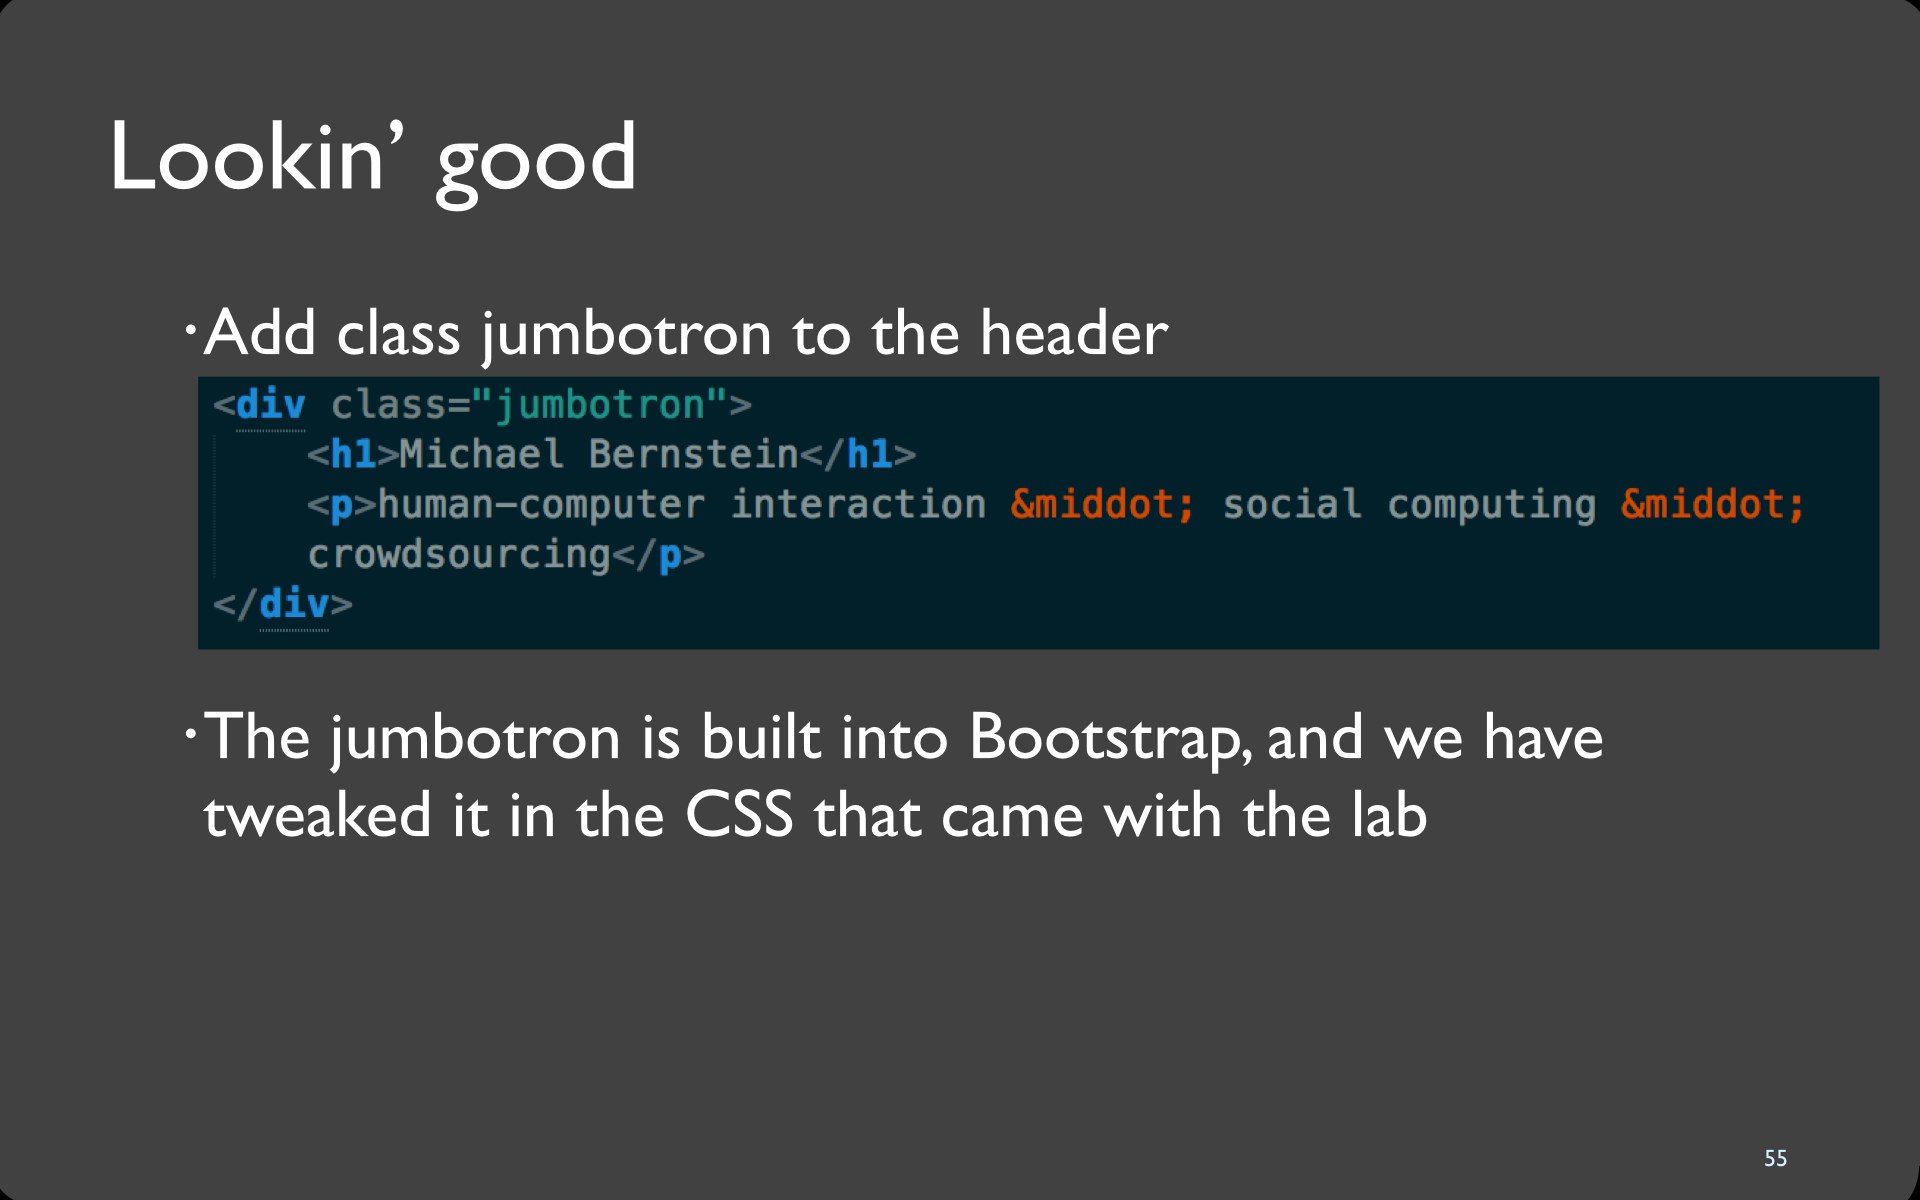 Lookin’ good
·Add class jumbotron to the header
<div class="jumbotron">
<h1>Michael Bernstein</h1>
<p>human-computer interaction &middot; social computing &middot;
crowdsourcing</p>
</div>
·The jumbotron is built into Bootstrap, and we have
tweaked it in the CSS that came with the lab
55